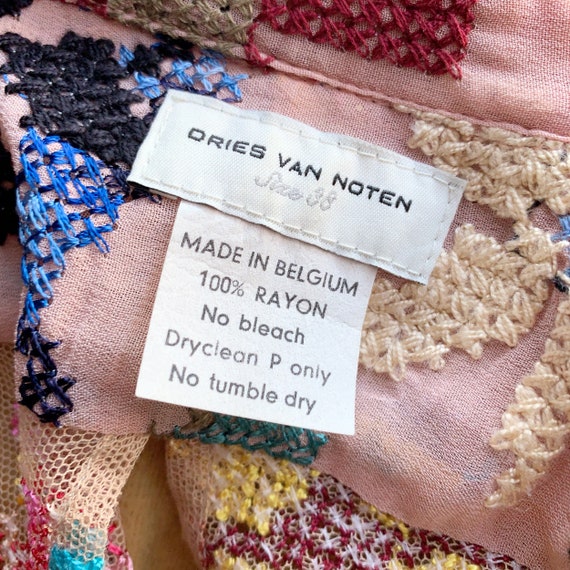 DRIES VAN NOTEN
Size 38
MADE IN BELGIUM
100% RAYON
No bleach
Dryclean P only
No tumble dry